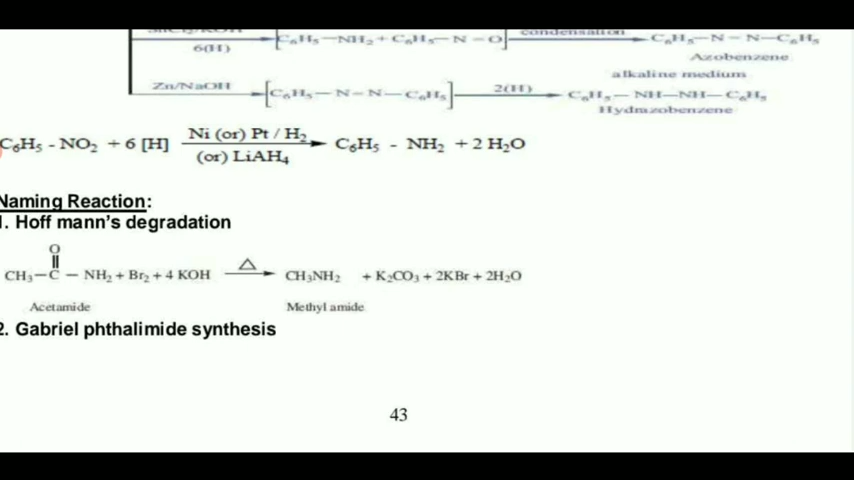 6(H)
[C₆H₅—NH₂ + C₆H₅—N—O] condensation C₆H₅—N—N—C₆H₅
Azobenzene
alkaline medium
Zn/NaOH [C₆H₅—N—N—C₆H₅] 2(H) C₆H₅—NH—NH—C₆H₅
Hydrazobenzene
C₆H₅ - NO₂ + 6 [H] Ni (or) Pt / H₂ (or) LiAH₄ C₆H₅ - NH₂ + 2 H₂O
Naming Reaction:
1. Hoff mann's degradation
O
CH₃—C — NH₂ + Br₂ + 4 KOH △ CH₃NH₂ + K₂CO₃ + 2KBr + 2H₂O
Acetamide Methyl amide
2. Gabriel phthalimide synthesis
43